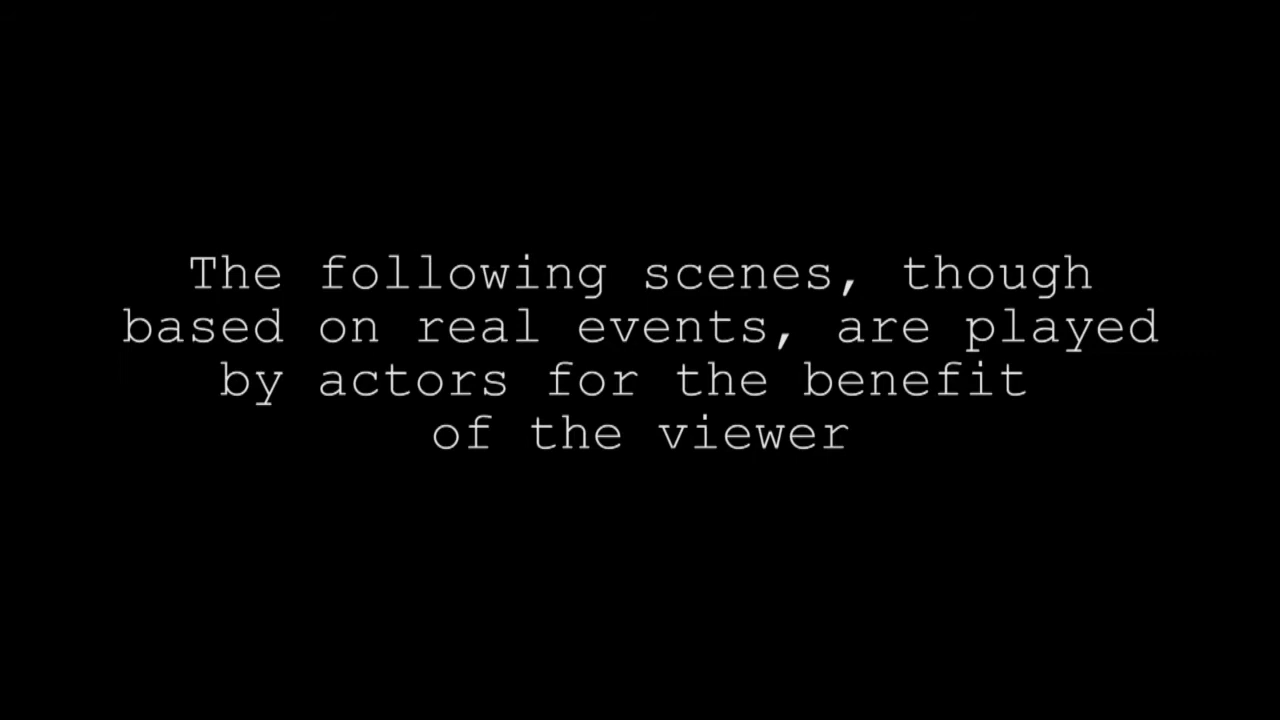 The following scenes, though
based on real events, are played
by actors for the benefit
of the viewer